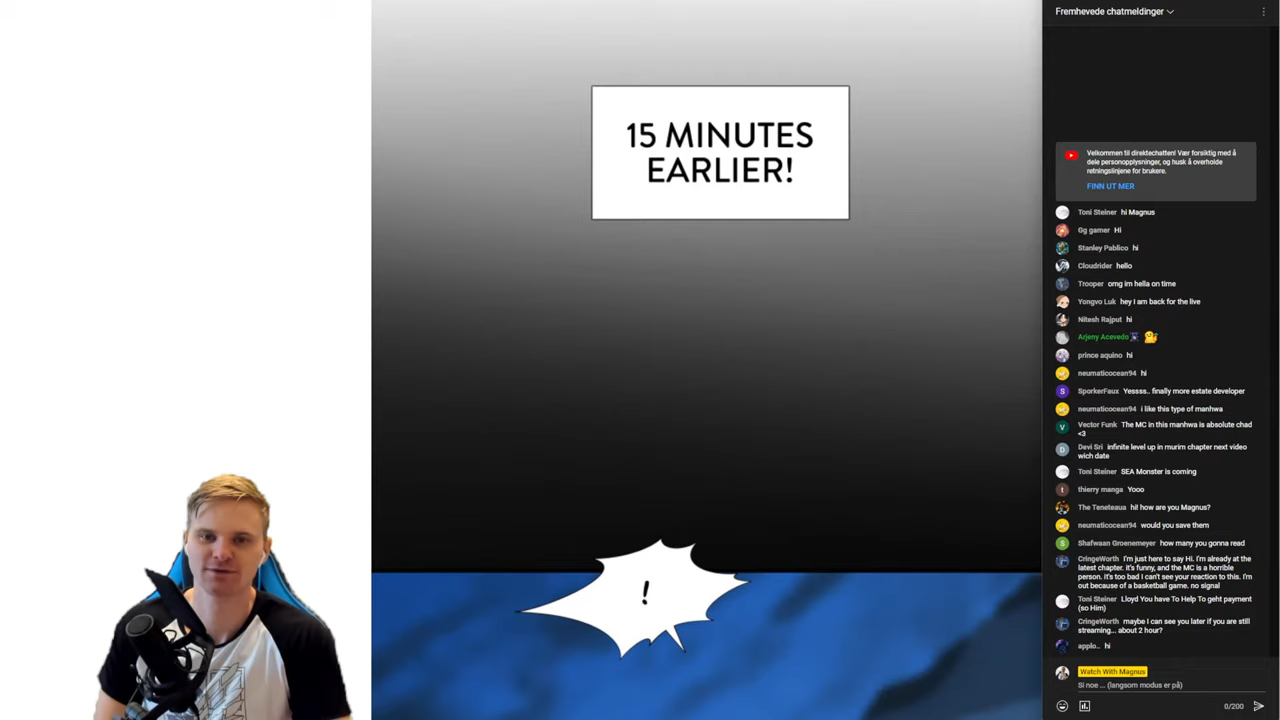 15 MINUTES
EARLIER!
!
Fremhevede chatmeldinger
Velkommen til direktechatten! Vær forsiktig med å
dele personopplysninger, og husk å overholde
retningslinjene for brukere.
FINN UT MER
Toni Steiner hi Magnus
Gg gamer Hi
Stanley Pablico hi
Cloudrider hello
Trooper omg im hella on time
Yongvo Luk hey I am back for the live
Nitesh Rajput hi
Arjeny Acevedo
prince aquino hi
neumaticocean94 hi
S SporkerFaux Yessss.. finally more estate developer
neumaticocean94 i like this type of manhwa
V Vector Funk The MC in this manhwa is absolute chad
<3
D Devi Sri infinite level up in murim chapter next video
wich date
Toni Steiner SEA Monster is coming
t thierry manga Yooo
The Teneteaua hi! how are you Magnus?
neumaticocean94 would you save them
S Shafwaan Groenemeyer how many you gonna read
CringeWorth I'm just here to say Hi. I'm already at the
latest chapter. it's funny, and the MC is a horrible
person. it's too bad I can't see your reaction to this. I'm
out because of a basketball game. no signal
Toni Steiner Lloyd You have To Help To geht payment
(so Him)
CringeWorth maybe I can see you later if you are still
streaming... about 2 hour?
applo.. hi
Watch With Magnus
Si noe ... (langsom modus er på)
0/200